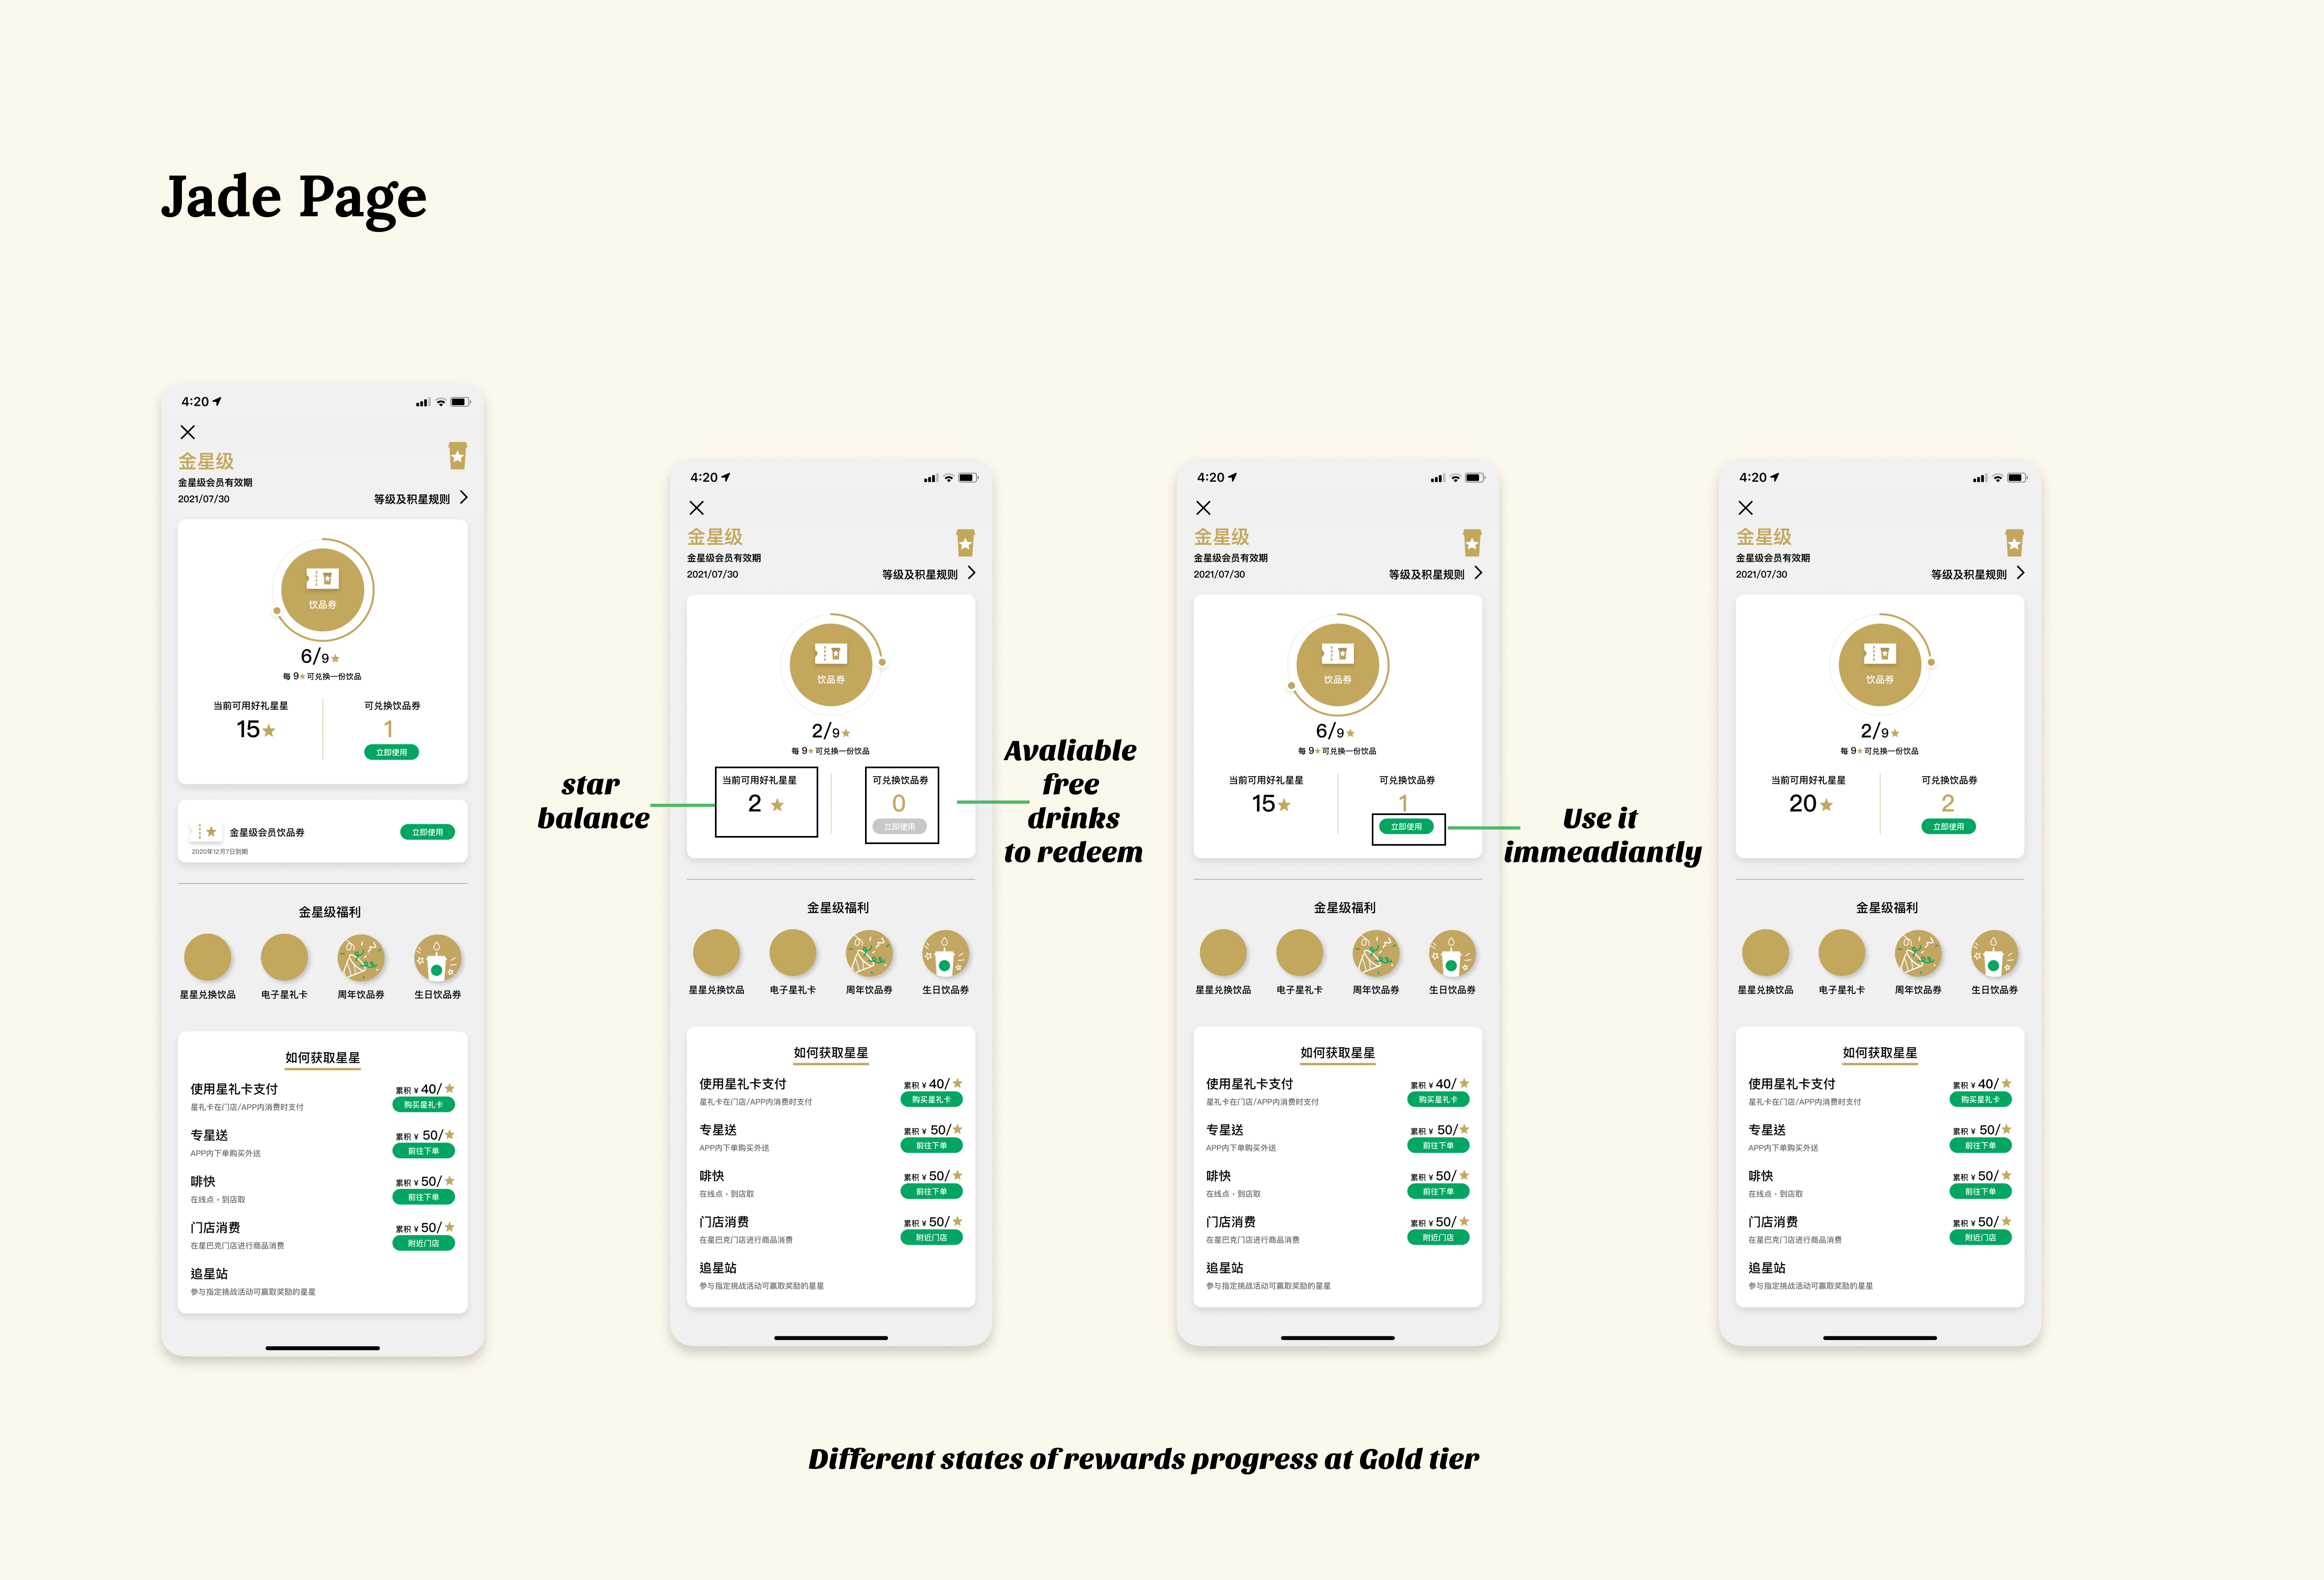 Jade Page
4:20
金星级
金星级会员有效期
2021/07/30
等级及积星规则
饮品券
6/9★
每 9★可兑换一份饮品
当前可用好礼星星
15★
可兑换饮品券
1
立即使用
金星级会员饮品券
立即使用
2020年12月7日到期
金星级福利
星星兑换饮品
电子星礼卡
周年饮品券
生日饮品券
如何获取星星
使用星礼卡支付
累积 ¥ 40/★
星礼卡在门店/APP内消费时支付
购买星礼卡
专星送
累积 ¥ 50/★
APP内下单购买外送
前往下单
啡快
累积 ¥ 50/★
在线点，到店取
前往下单
门店消费
累积 ¥ 50/★
在星巴克门店进行商品消费
附近门店
追星站
参与指定挑战活动可赢取奖励的星星
star
balance
4:20
金星级
金星级会员有效期
2021/07/30
等级及积星规则
饮品券
2/9★
每 9★可兑换一份饮品
当前可用好礼星星
2 ★
可兑换饮品券
0
立即使用
金星级福利
星星兑换饮品
电子星礼卡
周年饮品券
生日饮品券
如何获取星星
使用星礼卡支付
累积 ¥ 40/★
星礼卡在门店/APP内消费时支付
购买星礼卡
专星送
累积 ¥ 50/★
APP内下单购买外送
前往下单
啡快
累积 ¥ 50/★
在线点，到店取
前往下单
门店消费
累积 ¥ 50/★
在星巴克门店进行商品消费
附近门店
追星站
参与指定挑战活动可赢取奖励的星星
Avaliable
free
drinks
to redeem
4:20
金星级
金星级会员有效期
2021/07/30
等级及积星规则
饮品券
6/9★
每 9★可兑换一份饮品
当前可用好礼星星
15★
可兑换饮品券
1
立即使用
金星级福利
星星兑换饮品
电子星礼卡
周年饮品券
生日饮品券
如何获取星星
使用星礼卡支付
累积 ¥ 40/★
星礼卡在门店/APP内消费时支付
购买星礼卡
专星送
累积 ¥ 50/★
APP内下单购买外送
前往下单
啡快
累积 ¥ 50/★
在线点，到店取
前往下单
门店消费
累积 ¥ 50/★
在星巴克门店进行商品消费
附近门店
追星站
参与指定挑战活动可赢取奖励的星星
Use it
immeadiantly
4:20
金星级
金星级会员有效期
2021/07/30
等级及积星规则
饮品券
2/9★
每 9★可兑换一份饮品
当前可用好礼星星
20★
可兑换饮品券
2
立即使用
金星级福利
星星兑换饮品
电子星礼卡
周年饮品券
生日饮品券
如何获取星星
使用星礼卡支付
累积 ¥ 40/★
星礼卡在门店/APP内消费时支付
购买星礼卡
专星送
累积 ¥ 50/★
APP内下单购买外送
前往下单
啡快
累积 ¥ 50/★
在线点，到店取
前往下单
门店消费
累积 ¥ 50/★
在星巴克门店进行商品消费
附近门店
追星站
参与指定挑战活动可赢取奖励的星星
Different states of rewards progress at Gold tier